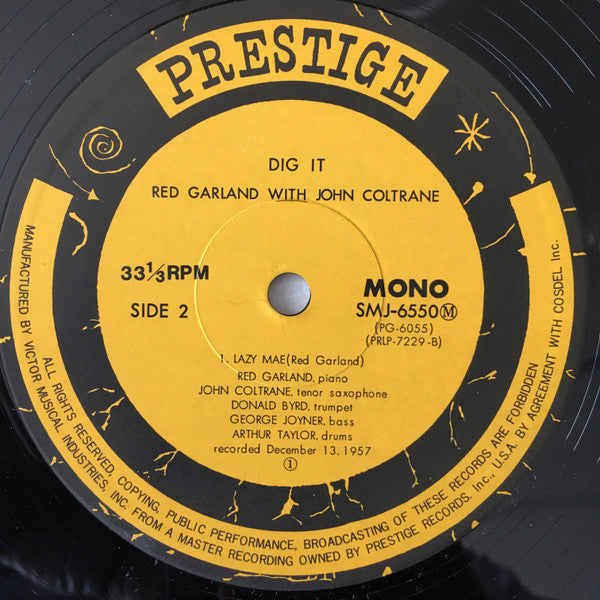 PRESTIGE
DIG IT
RED GARLAND WITH JOHN COLTRANE
33⅓RPM
SIDE 2
MONO
SMJ-6550Ⓜ
(PG-6055)
(PRLP-7229-B)
1. LAZY MAE(Red Garland)
RED GARLAND, piano
JOHN COLTRANE, tenor saxophone
DONALD BYRD, trumpet
GEORGE JOYNER, bass
ARTHUR TAYLOR, drums
recorded December 13, 1957
①
ALL RIGHTS RESERVED, COPYING, PUBLIC PERFORMANCE, BROADCASTING OF THESE RECORDS ARE FORBIDDEN
MANUFACTURED BY VICTOR MUSICAL INDUSTRIES, INC. FROM A MASTER RECORDING OWNED BY PRESTIGE RECORDS. Inc., U.S.A. BY AGREEMENT WITH COSDEL Inc.